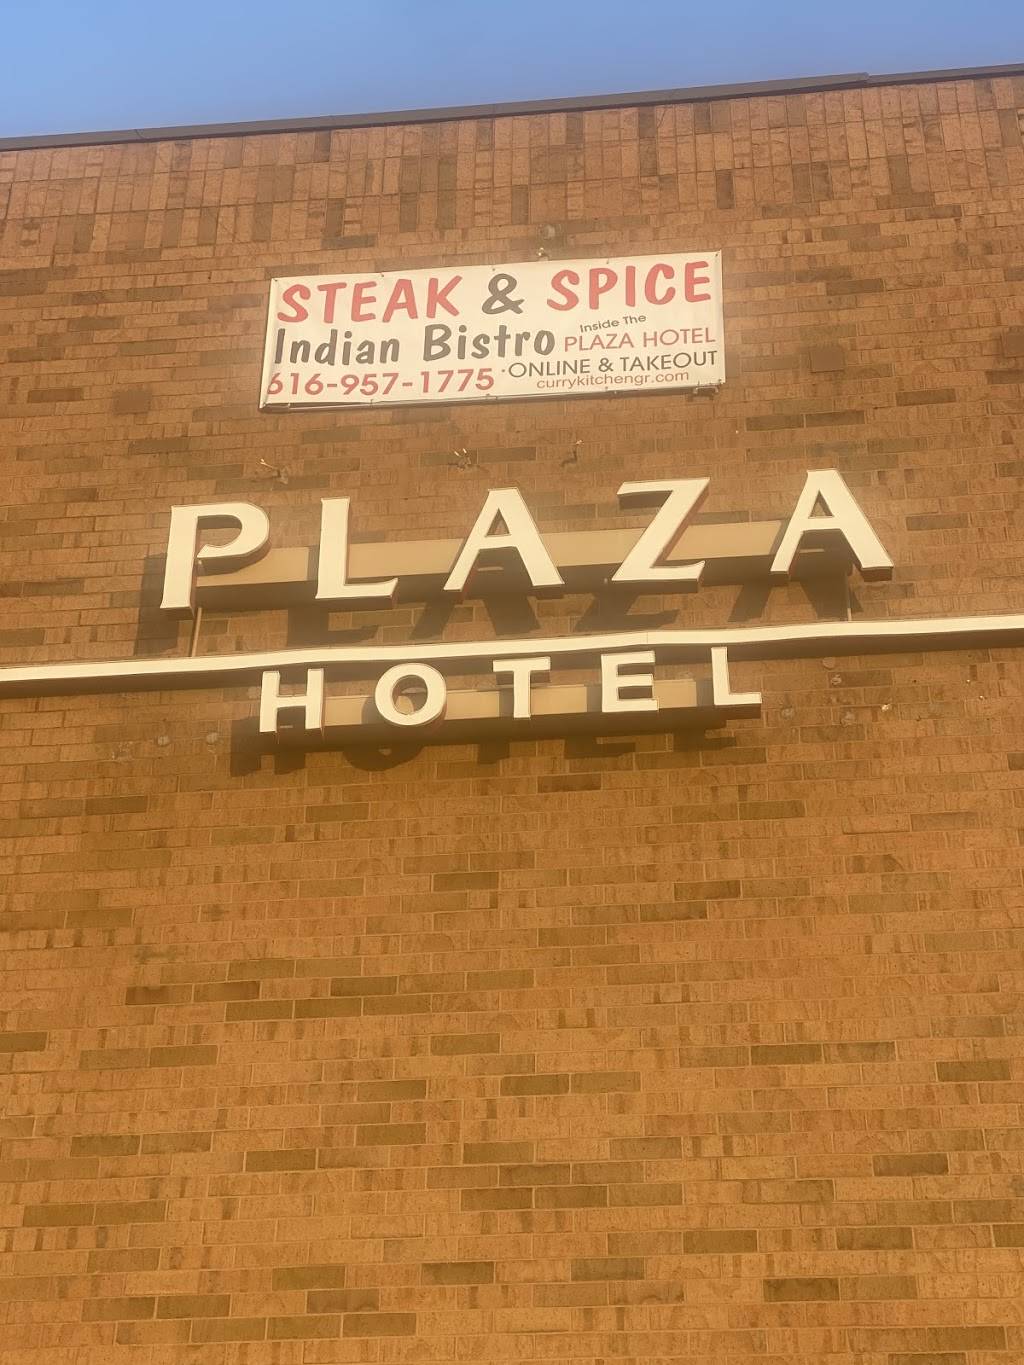 STEAK & SPICE
Indian Bistro
Inside The
PLAZA HOTEL
616-957-1775
·ONLINE & TAKEOUT
currykitchengr.com
PLAZA
HOTEL